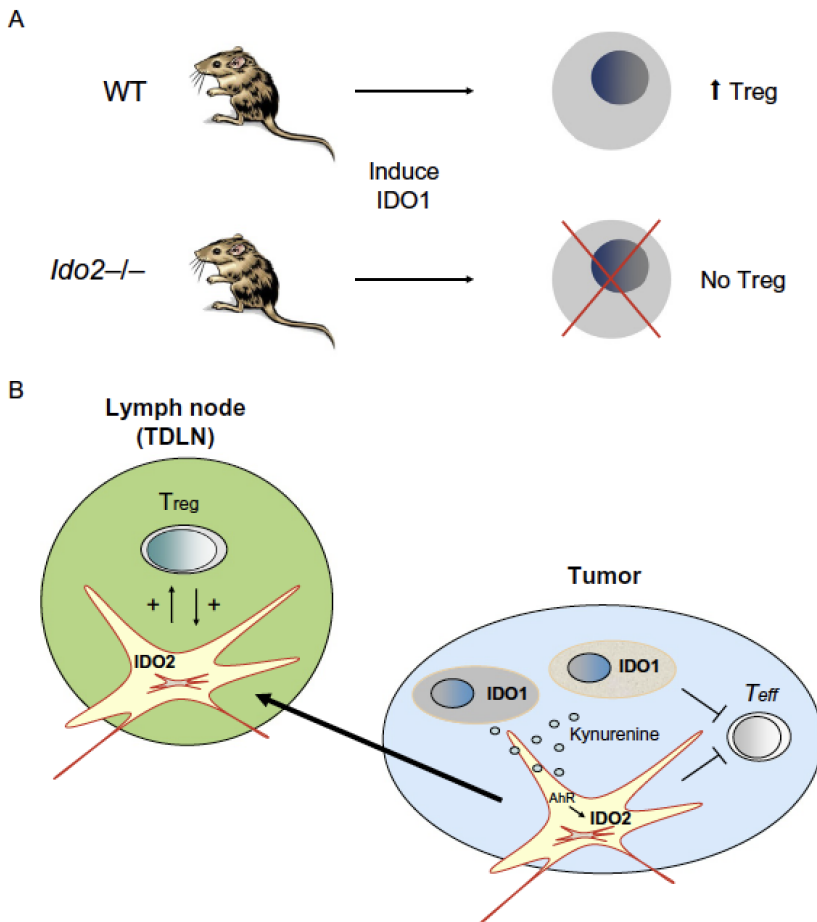 A
WT
⬆ Treg
Induce
IDO1
Ido2–/–
No Treg
B
Lymph node
(TDLN)
Treg
+ +
IDO2
Tumor
IDO1
IDO1
Teff
Kynurenine
AhR
IDO2